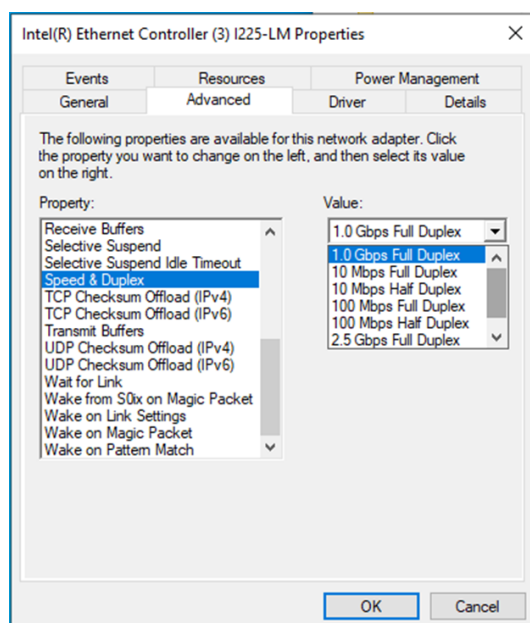 Intel(R) Ethernet Controller (3) I225-LM Properties
Events Resources Power Management
General Advanced Driver Details
The following properties are available for this network adapter. Click
the property you want to change on the left, and then select its value
on the right.
Property:
Receive Buffers
Selective Suspend
Selective Suspend Idle Timeout
Speed & Duplex
TCP Checksum Offload (IPv4)
TCP Checksum Offload (IPv6)
Transmit Buffers
UDP Checksum Offload (IPv4)
UDP Checksum Offload (IPv6)
Wait for Link
Wake from S0ix on Magic Packet
Wake on Link Settings
Wake on Magic Packet
Wake on Pattern Match
Value:
1.0 Gbps Full Duplex
1.0 Gbps Full Duplex
10 Mbps Full Duplex
10 Mbps Half Duplex
100 Mbps Full Duplex
100 Mbps Half Duplex
2.5 Gbps Full Duplex
OK Cancel